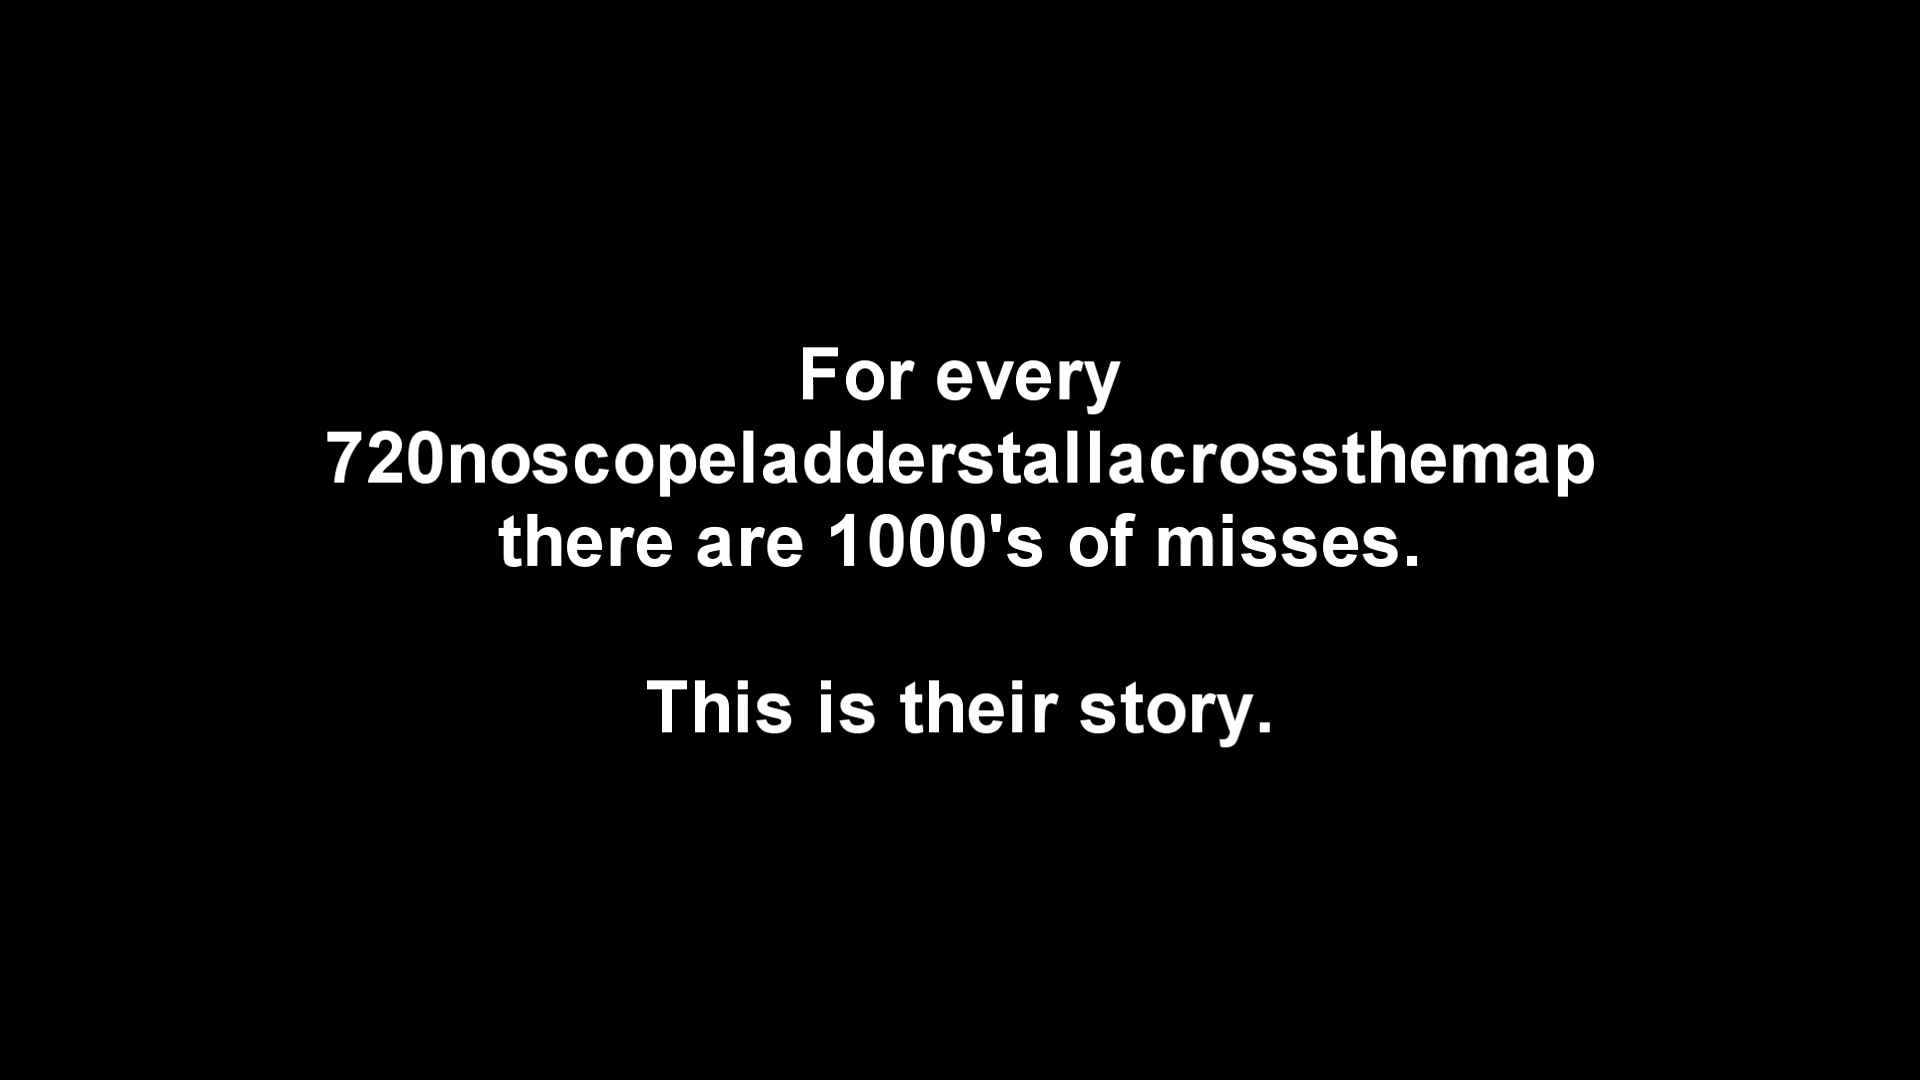 For every
720noscopeladderstallacrossthemap
there are 1000's of misses.
This is their story.